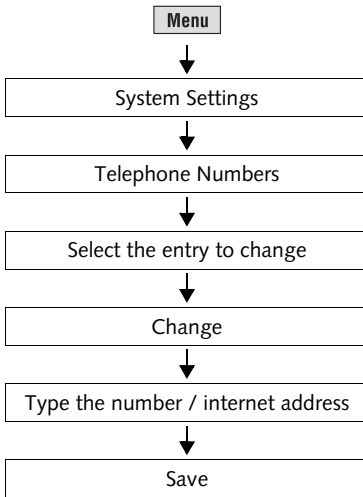 Menu
System Settings
Telephone Numbers
Select the entry to change
Change
Type the number / internet address
Save